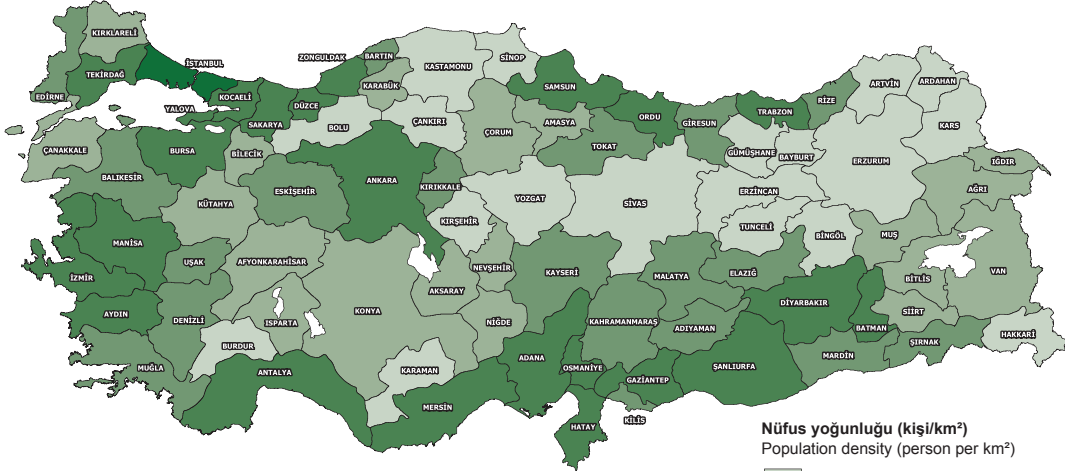 KIRKLARELİ
İSTANBUL
ZONGULDAK
BARTIN
SİNOP
KASTAMONU
TEKİRDAĞ
EDİRNE
KOCAELİ
YALOVA
SAKARYA
DÜZCE
KARABÜK
SAMSUN
ARTVİN
ARDAHAN
RİZE
TRABZON
ORDU
GİRESUN
KARS
BOLU
ÇANKIRI
ÇORUM
AMASYA
TOKAT
GÜMÜŞHANE
BAYBURT
ERZURUM
IĞDIR
ÇANAKKALE
BURSA
BİLECİK
BALIKESİR
ESKİŞEHİR
ANKARA
KIRIKKALE
KÜTAHYA
KIRŞEHİR
YOZGAT
SİVAS
ERZİNCAN
AĞRI
TUNCELİ
BİNGÖL
MUŞ
MANİSA
UŞAK
AFYONKARAHİSAR
NEVŞEHİR
KAYSERİ
MALATYA
ELAZIĞ
BİTLİS
VAN
İZMİR
AKSARAY
AYDIN
DENİZLİ
ISPARTA
KONYA
NİĞDE
KAHRAMANMARAŞ
ADIYAMAN
DİYARBAKIR
BATMAN
SİİRT
HAKKARİ
ŞIRNAK
MARDİN
BURDUR
MUĞLA
ANTALYA
KARAMAN
ADANA
OSMANİYE
GAZİANTEP
ŞANLIURFA
MERSİN
HATAY
KİLİS
Nüfus yoğunluğu (kişi/km²)
Population density (person per km²)